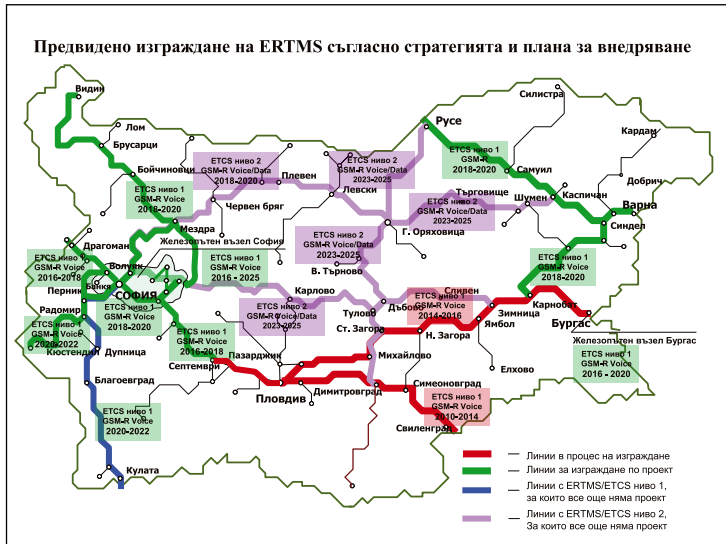 Предвидено изграждане на ERTMS съгласно стратегията и плана за внедряване
Видин
Лом
Брусарци
Бойчиновци
ETCS ниво 1
GSM-R Voice
2018-2020
ETCS ниво 2
GSM-R Voice/Data
2018-2020
Плевен
Червен бряг
ETCS ниво 2
GSM-R Voice/Data
2023-2025
Левски
Русе
Силистра
ETCS ниво 1
GSM-R
2018-2020
Самуил
Кардам
Добрич
Търговище
Шумен
Каспичан
ETCS ниво 2
GSM-R Voice/Data
2023-2025
Варна
Синдел
Мездра
Г. Оряховица
Драгоман
Железопътен възел София
ETCS ниво 2
GSM-R Voice/Data
2023-2025
В. Търново
ETCS ниво 1
GSM-R Voice
2016-2018
Волуяк
Банкя
ETCS ниво 1
GSM-R Voice
2016 - 2025
ETCS ниво 1
GSM-R Voice
2018-2020
Перник
СОФИЯ
Радомир
Карлово
ETCS ниво 2
GSM-R Voice/Data
2023-2025
Тулово
Дъбово
Сливен
ETCS ниво 1
GSM-R Voice
2014-2016
Зимница
Карнобат
Бургас
ETCS ниво 1
GSM-R Voice
2018-2020
ETCS ниво 1
GSM-R Voice
2020-2022
Кюстендил
Дупница
ETCS ниво 1
GSM-R Voice
2016-2018
Ст. Загора
Н. Загора
Ямбол
Железопътен възел Бургас
ETCS ниво 1
GSM-R Voice
2016 - 2020
Септември
Пазарджик
Михайлово
Елхово
Благоевград
Пловдив
Димитровград
Симеоновград
ETCS ниво 1
GSM-R Voice
2010-2014
Свиленград
ETCS ниво 1
GSM-R Voice
2020-2022
Кулата
Линии в процес на изграждане
Линии за изграждане по проект
Линии с ERTMS/ETCS ниво 1,
за които все още няма проект
Линии с ERTMS/ETCS ниво 2,
За които все още няма проект